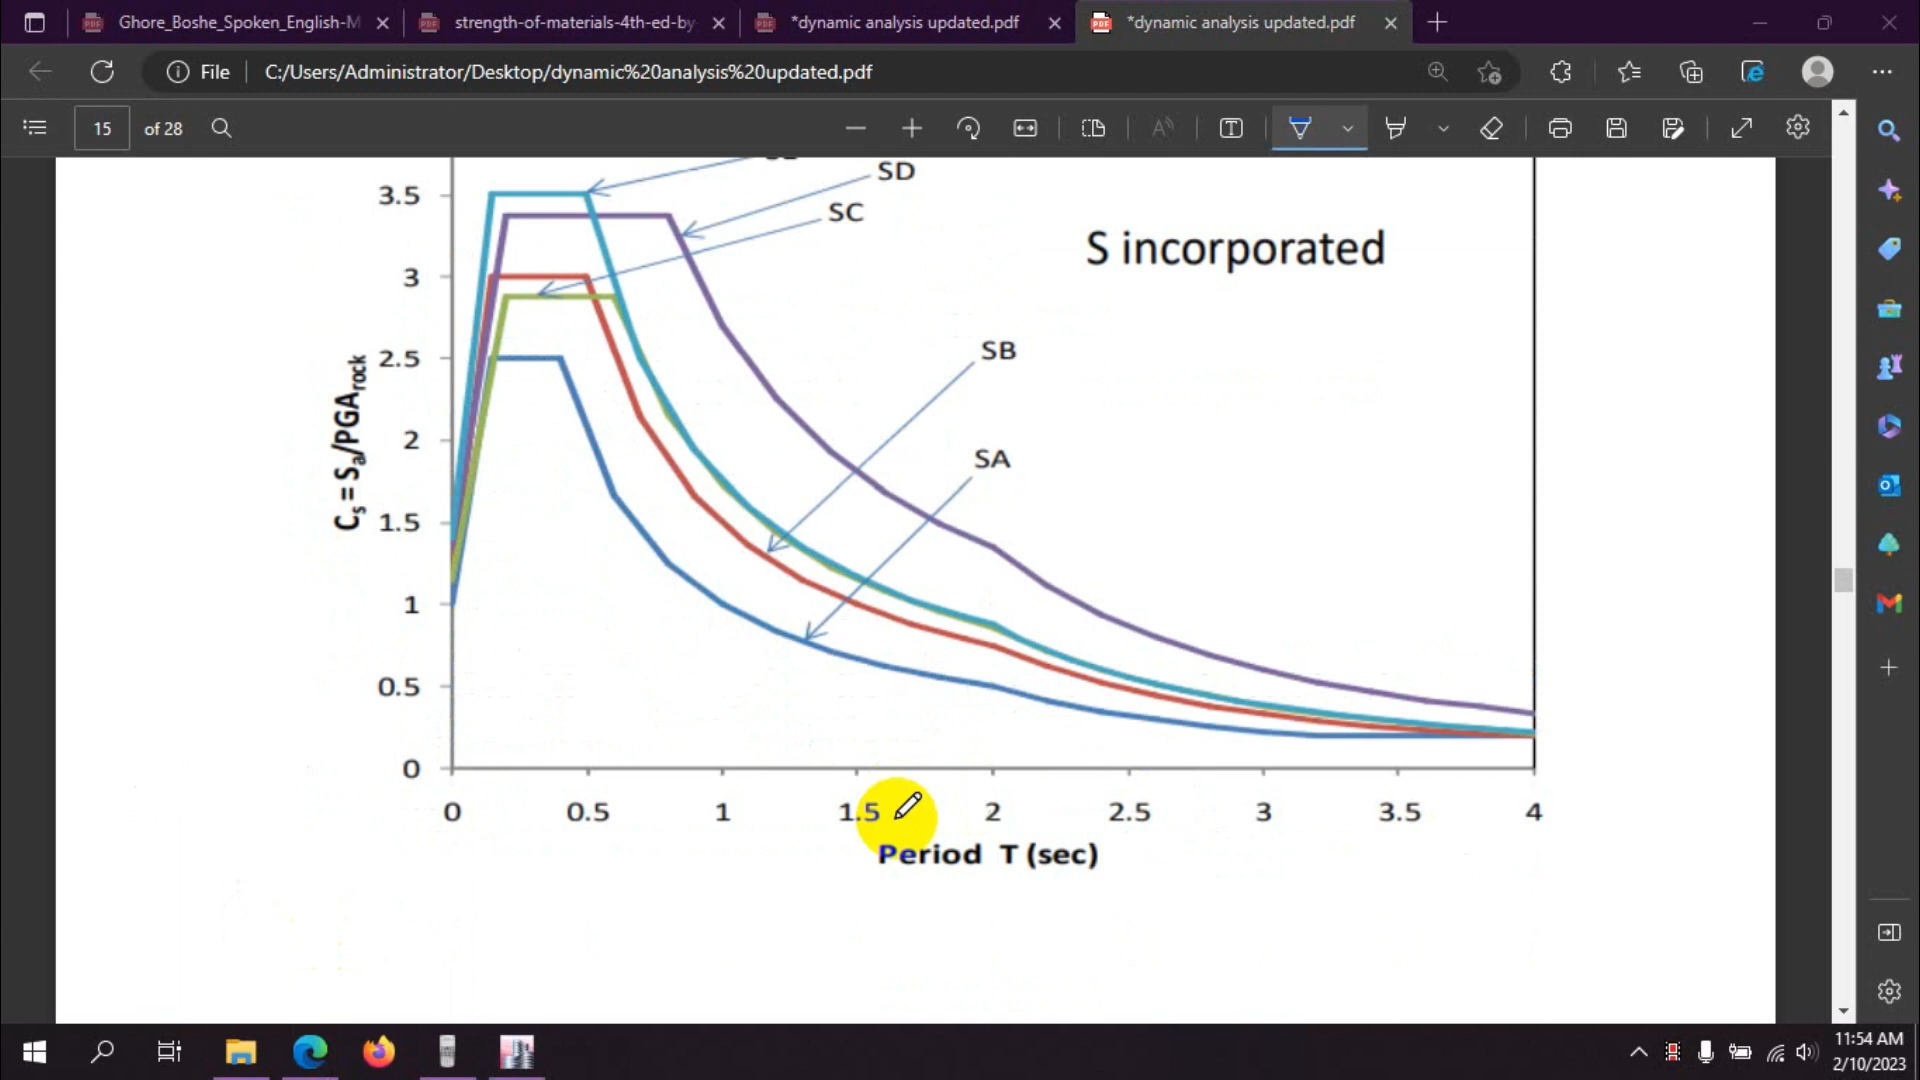 Ghore_Boshe_Spoken_English-M
strength-of-materials-4th-ed-by-
*dynamic analysis updated.pdf
*dynamic analysis updated.pdf
File
C:/Users/Administrator/Desktop/dynamic%20analysis%20updated.pdf
15
of 28
SD
SC
S incorporated
SB
SA
Cs = Sa/PGArock
3.5
3
2.5
2
1.5
1
0.5
0
0 0.5 1 1.5 2 2.5 3 3.5 4
Period T (sec)
11:54 AM
2/10/2023